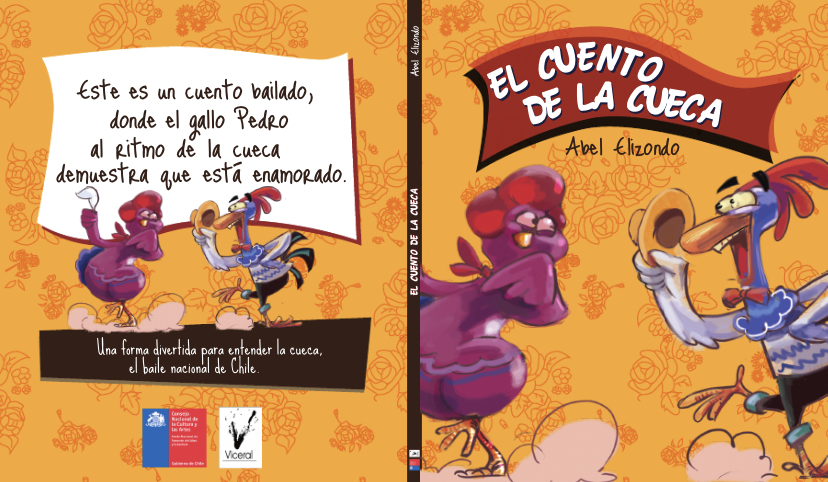 Este es un cuento bailado,
donde el gallo Pedro
al ritmo de la cueca
demuestra que está enamorado.
Una forma divertida para entender la cueca,
el baile nacional de Chile.
Consejo
Nacional de
la Cultura y
las Artes
Gobierno de Chile
Viceral
Abel Elizondo
EL CUENTO DE LA CUECA
EL CUENTO
DE LA CUECA
Abel Elizondo